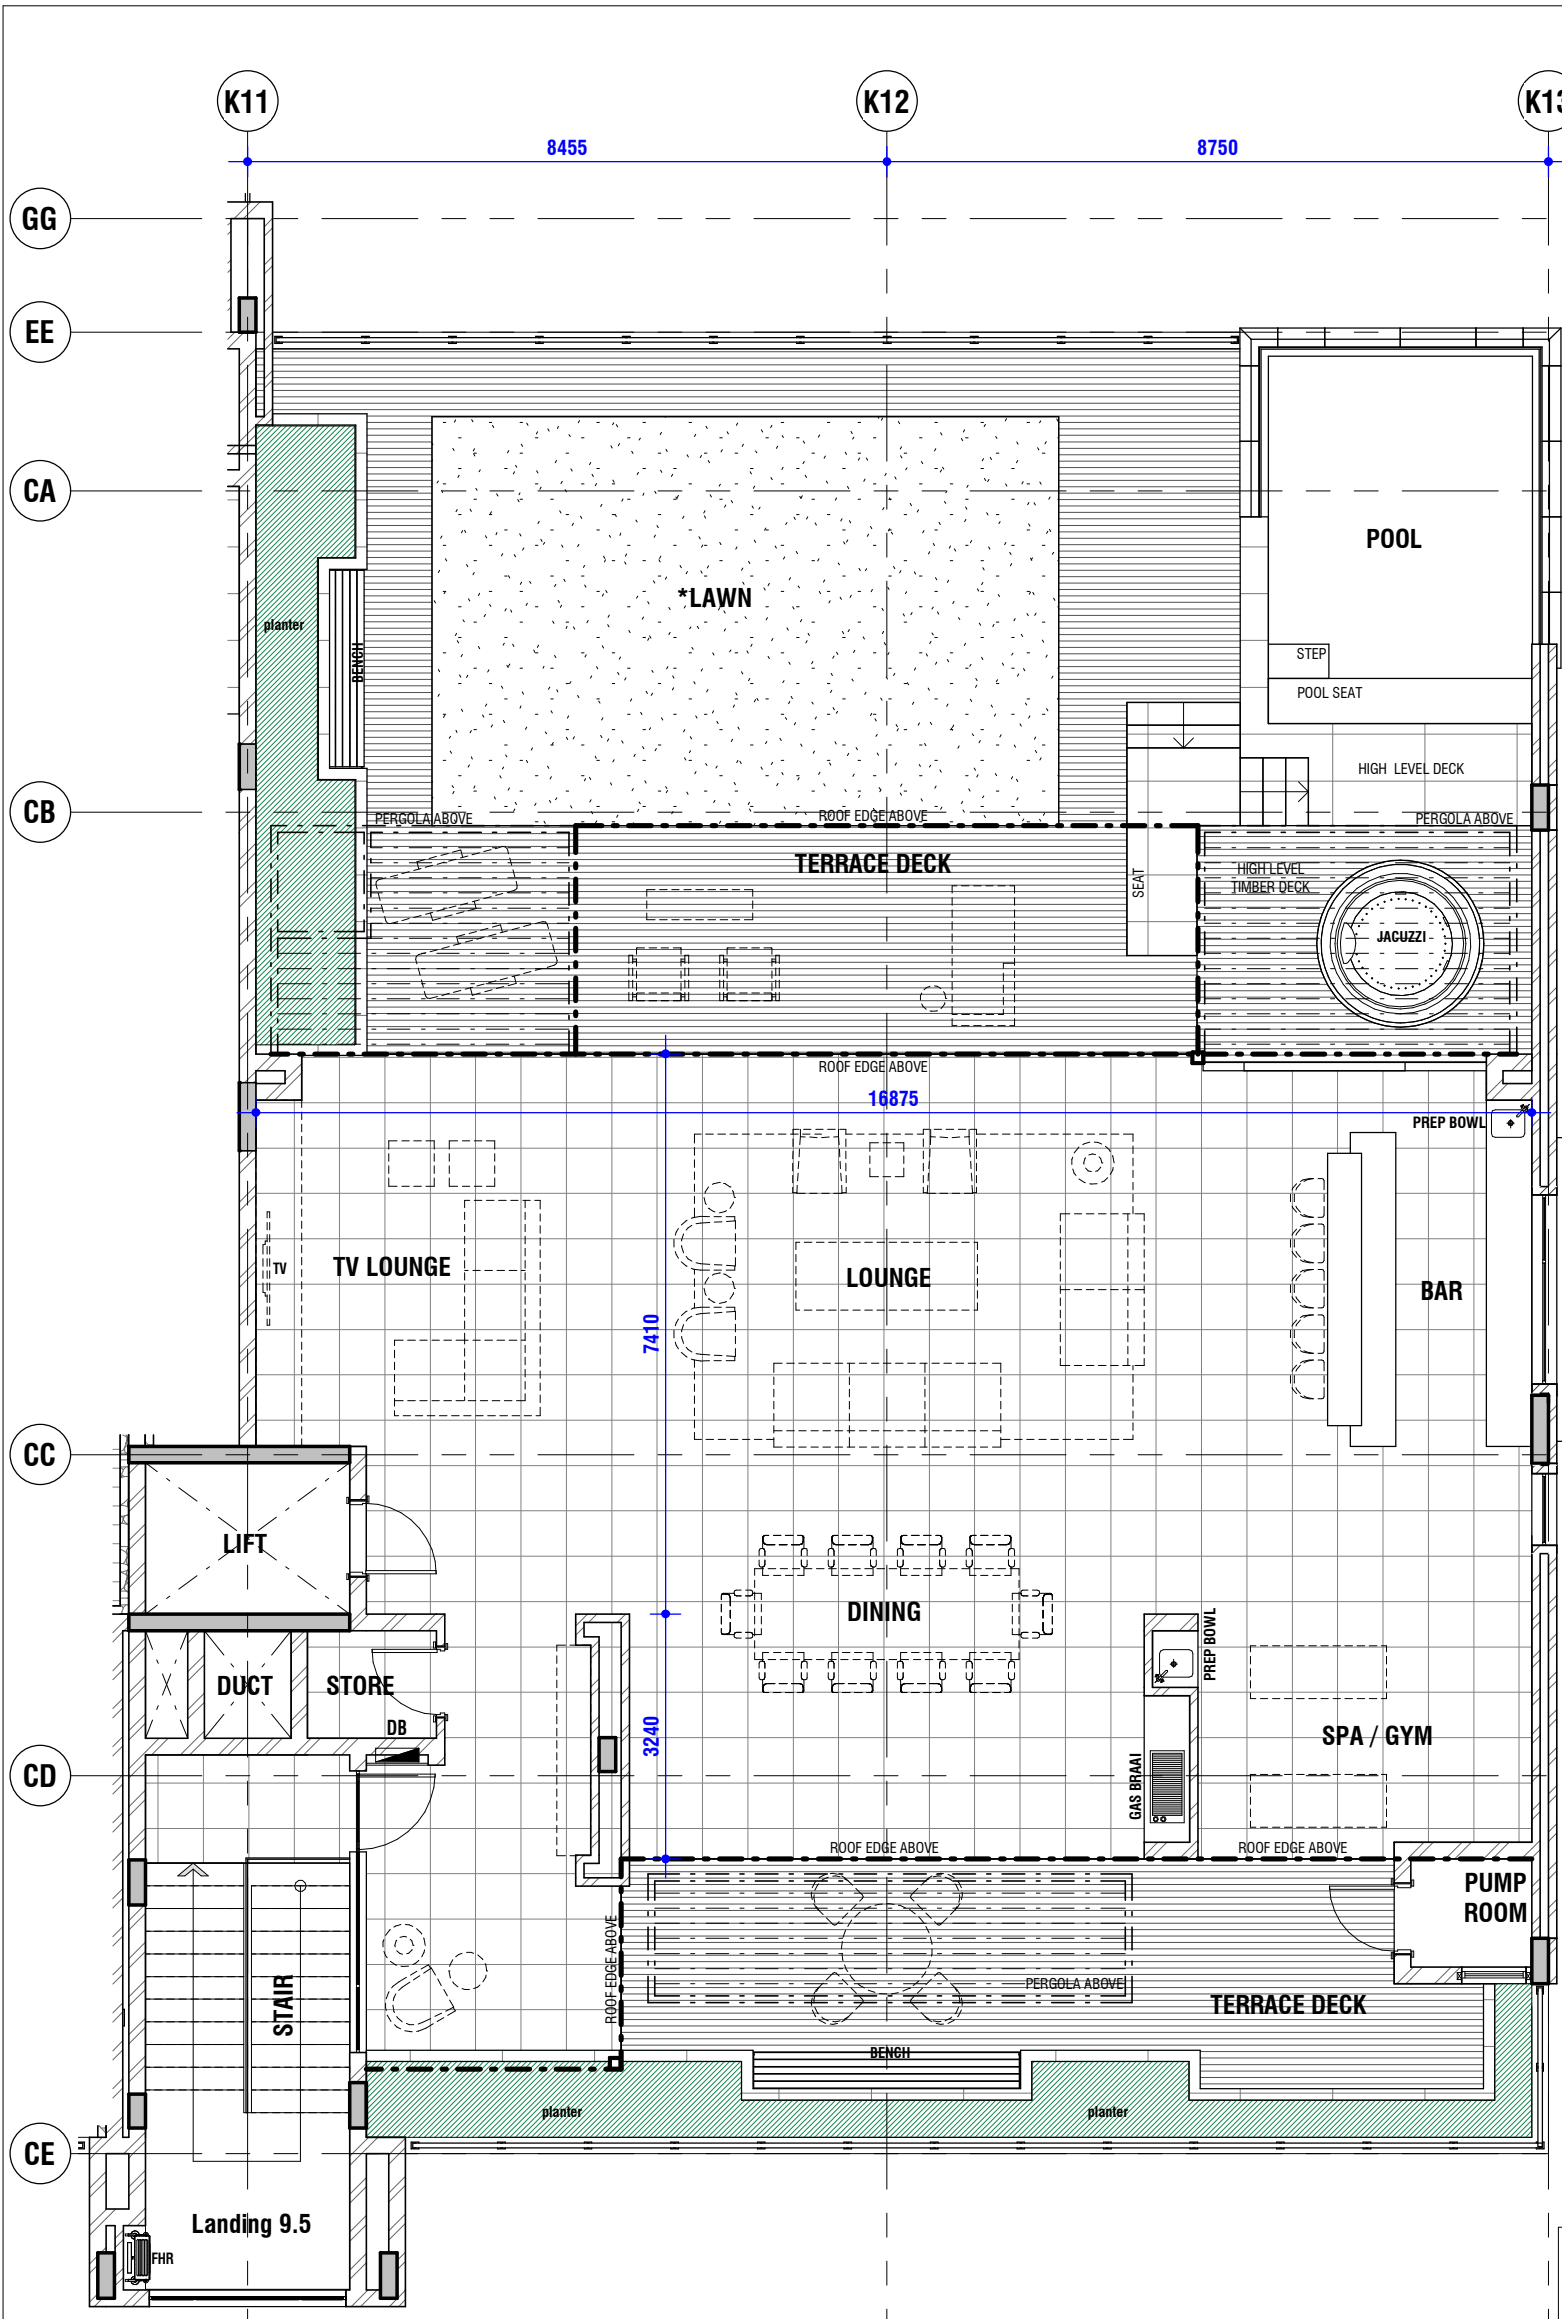 K11
K12
K13
8455
8750
GG
EE
CA
POOL
*LAWN
planter
BENCH
STEP
POOL SEAT
HIGH LEVEL DECK
CB
PERGOLA ABOVE
ROOF EDGE ABOVE
PERGOLA ABOVE
TERRACE DECK
SEAT
HIGH LEVEL
TIMBER DECK
JACUZZI
ROOF EDGE ABOVE
16875
PREP BOWL
TV
TV LOUNGE
LOUNGE
BAR
7410
CC
LIFT
DINING
PREP BOWL
DUCT
STORE
DB
3240
SPA / GYM
CD
GAS BRAAI
ROOF EDGE ABOVE
ROOF EDGE ABOVE
PUMP
ROOM
STAIR
ROOF EDGE ABOVE
PERGOLA ABOVE
TERRACE DECK
BENCH
planter
planter
CE
Landing 9.5
FHR